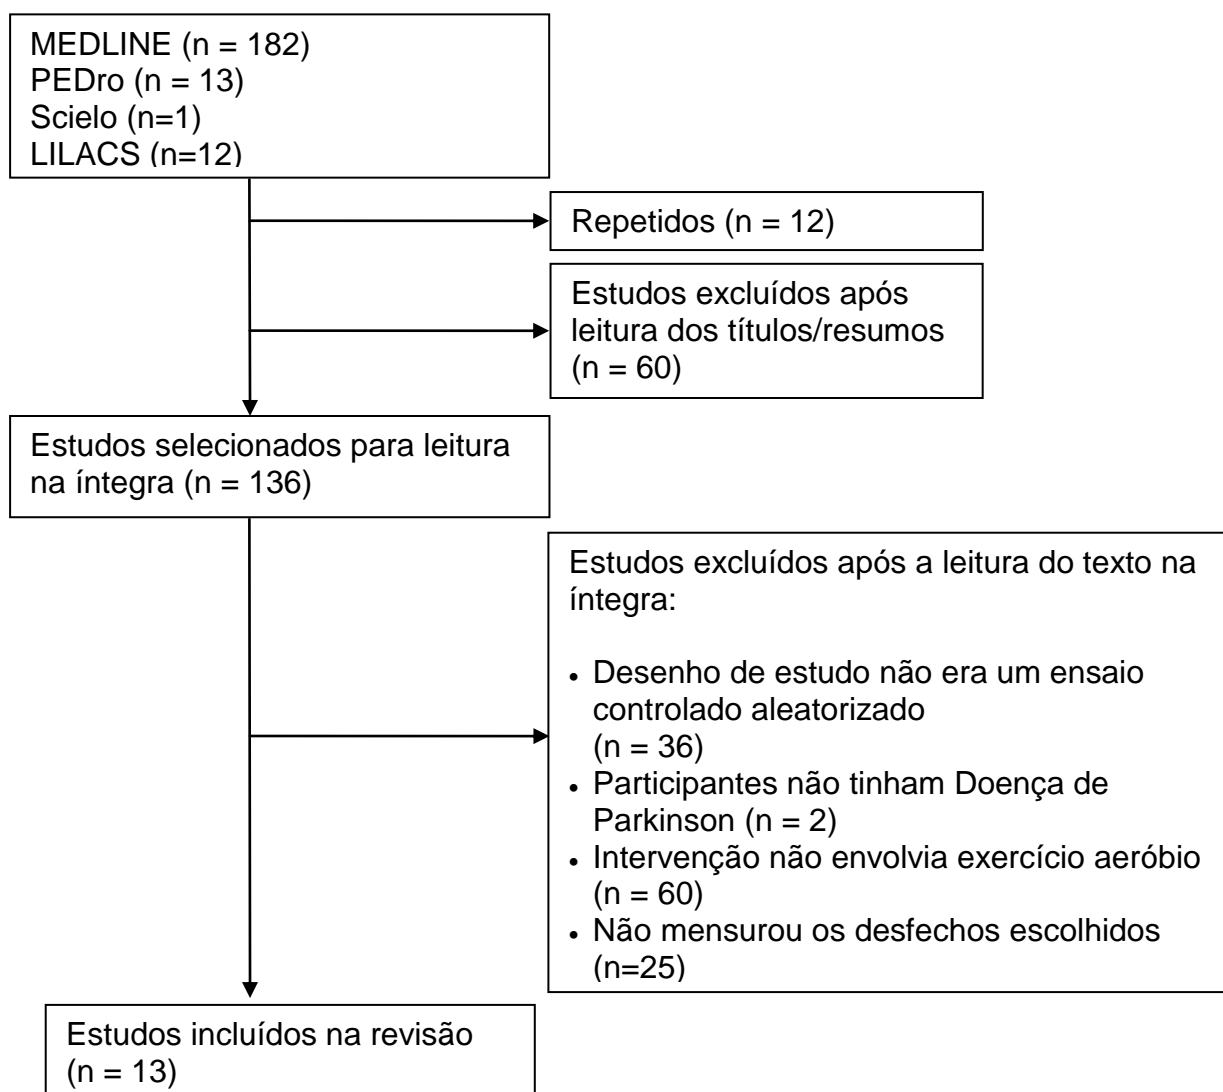 MEDLINE (n = 182)
PEDro (n = 13)
Scielo (n=1)
LILACS (n=12)
Repetidos (n = 12)
Estudos excluídos após
leitura dos títulos/resumos
(n = 60)
Estudos selecionados para leitura
na íntegra (n = 136)
Estudos excluídos após a leitura do texto na
íntegra:
• Desenho de estudo não era um ensaio
controlado aleatorizado
(n = 36)
• Participantes não tinham Doença de
Parkinson (n = 2)
• Intervenção não envolvia exercício aeróbio
(n = 60)
• Não mensurou os desfechos escolhidos
(n=25)
Estudos incluídos na revisão
(n = 13)